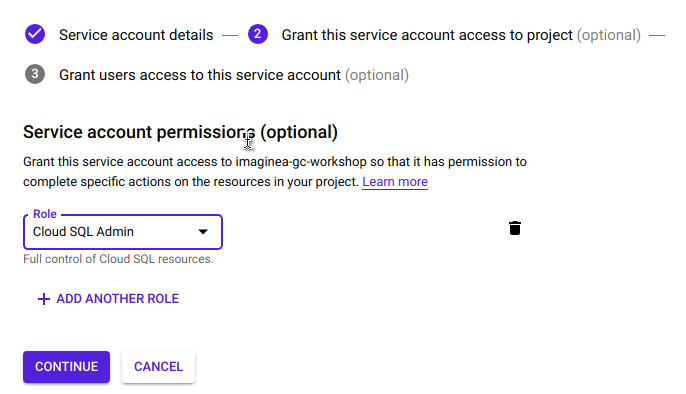 Service account details — 2 Grant this service account access to project (optional) —
3 Grant users access to this service account (optional)
Service account permissions (optional)
Grant this service account access to imaginea-gc-workshop so that it has permission to
complete specific actions on the resources in your project. Learn more
Role
Cloud SQL Admin
Full control of Cloud SQL resources.
+ ADD ANOTHER ROLE
CONTINUE CANCEL